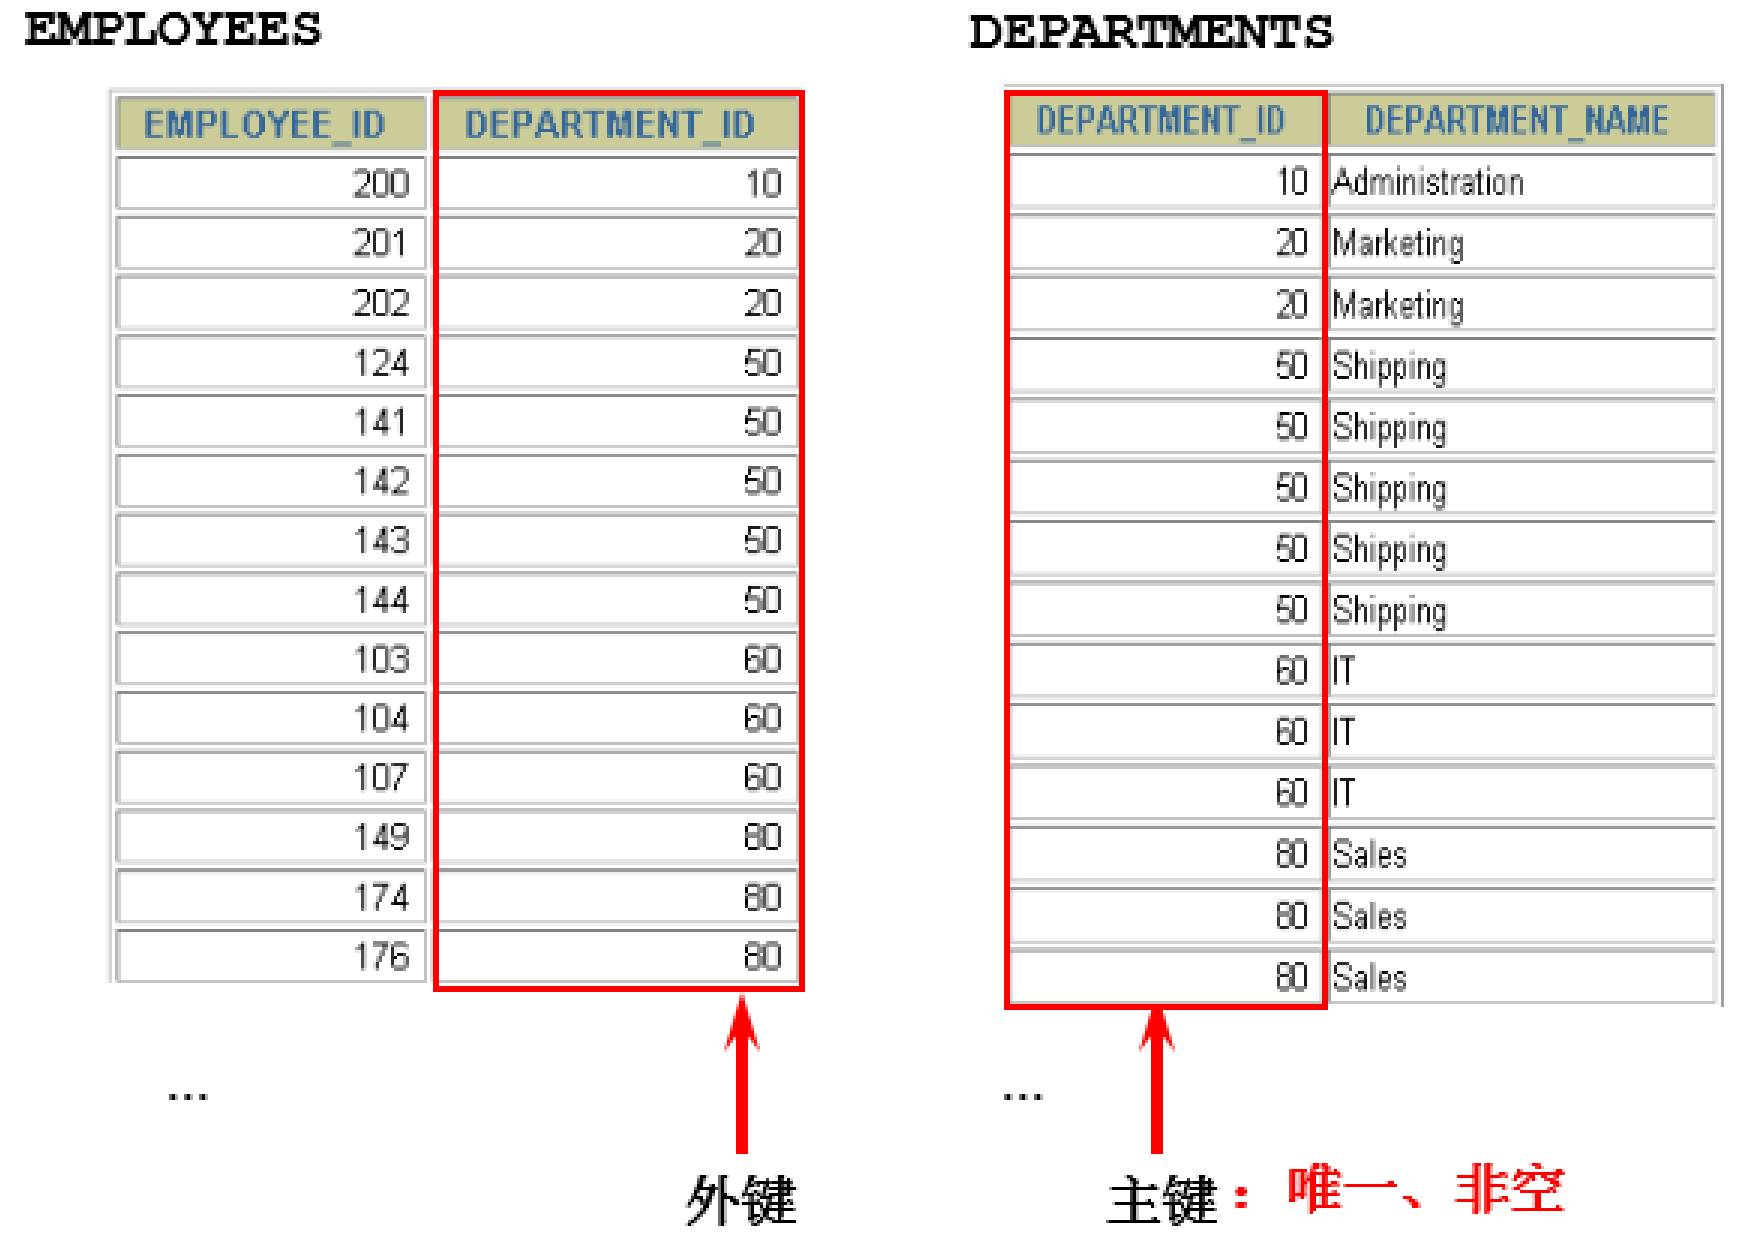 EMPLOYEES
EMPLOYEE_ID DEPARTMENT_ID
200 10
201 20
202 20
124 50
141 50
142 50
143 50
144 50
103 60
104 60
107 60
149 80
174 80
176 80
...
外键
DEPARTMENTS
DEPARTMENT_ID DEPARTMENT_NAME
10 Administration
20 Marketing
20 Marketing
50 Shipping
50 Shipping
50 Shipping
50 Shipping
50 Shipping
60 IT
60 IT
60 IT
80 Sales
80 Sales
80 Sales
...
主键：唯一、非空